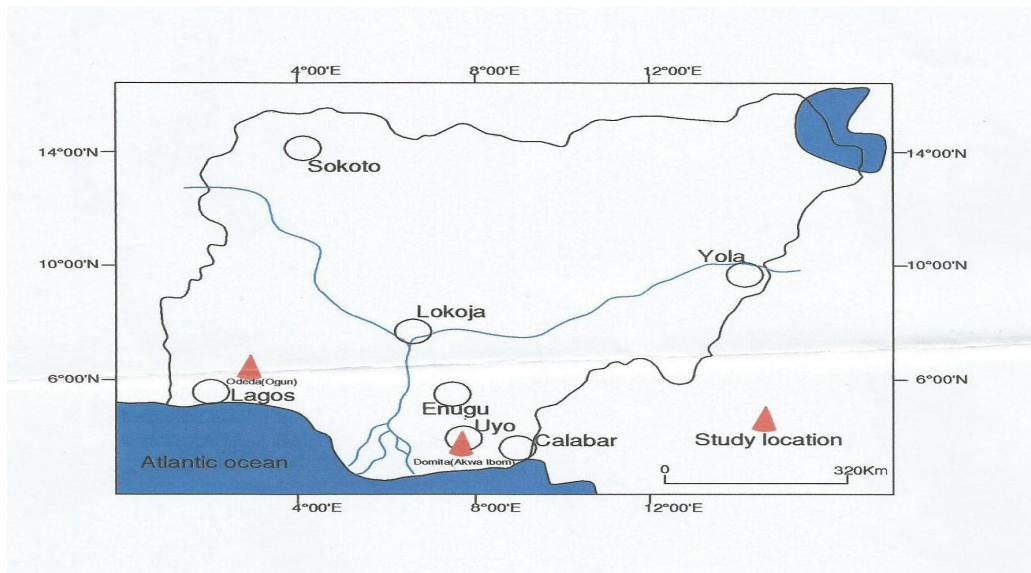 4°00'E 8°00'E 12°00'E
14°00'N 14°00'N
Sokoto
Yola
10°00'N 10°00'N
Lokoja
6°00'N 6°00'N
Odeda(Ogun)
Lagos
Enugu
Uyo
Calabar
Study location
Domita(Akwa Ibom)
Atlantic ocean
0 320Km
4°00'E 8°00'E 12°00'E